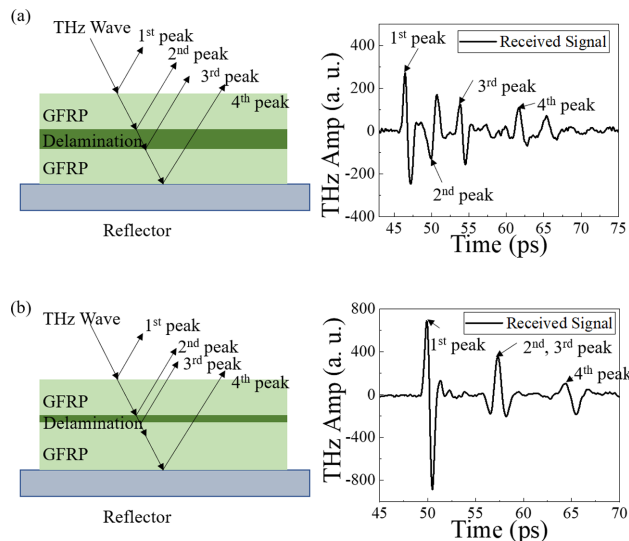 (a)
THz Wave
1st peak
2nd peak
3rd peak
4th peak
GFRP
Delamination
GFRP
Reflector
THz Amp (a. u.)
400
200
0
-200
-400
1st peak
Received Signal
3rd peak
4th peak
2nd peak
45 50 55 60 65 70 75
Time (ps)
(b)
THz Wave
1st peak
2nd peak
3rd peak
4th peak
GFRP
Delamination
GFRP
Reflector
THz Amp (a. u.)
800
400
0
-400
-800
Received Signal
1st peak
2nd, 3rd peak
4th peak
45 50 55 60 65 70
Time (ps)